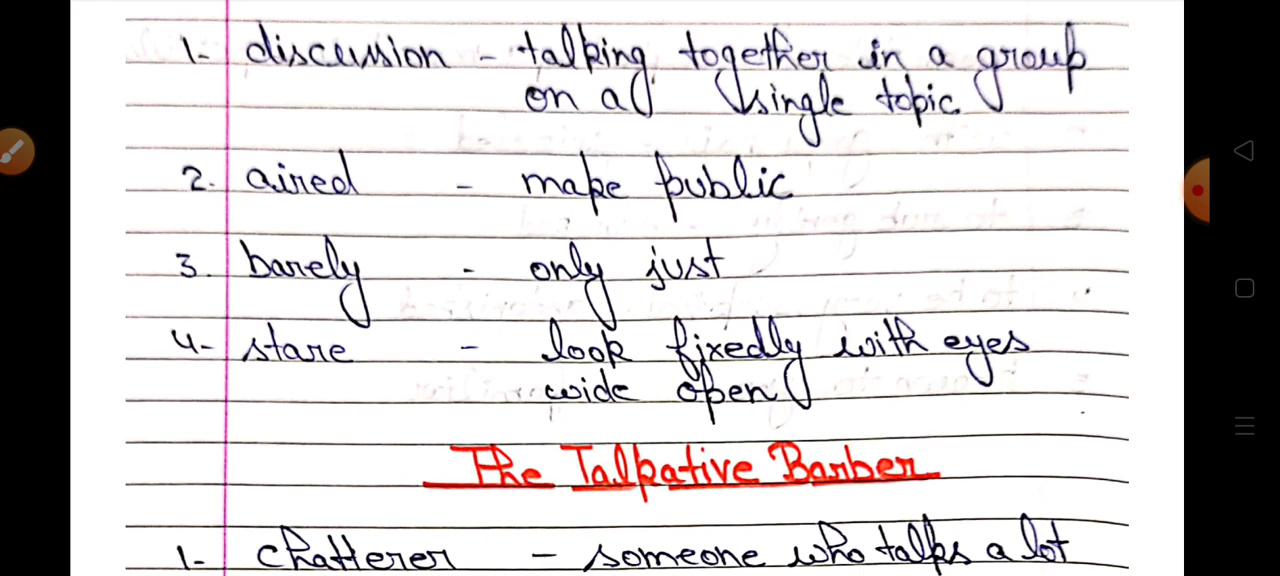 1- discussion - talking together in a group
on a single topic
2. aired - make public
3. barely - only just
4- stare - look fixedly with eyes
wide open
The Talkative Barber
1- chatterer - someone who talks a lot